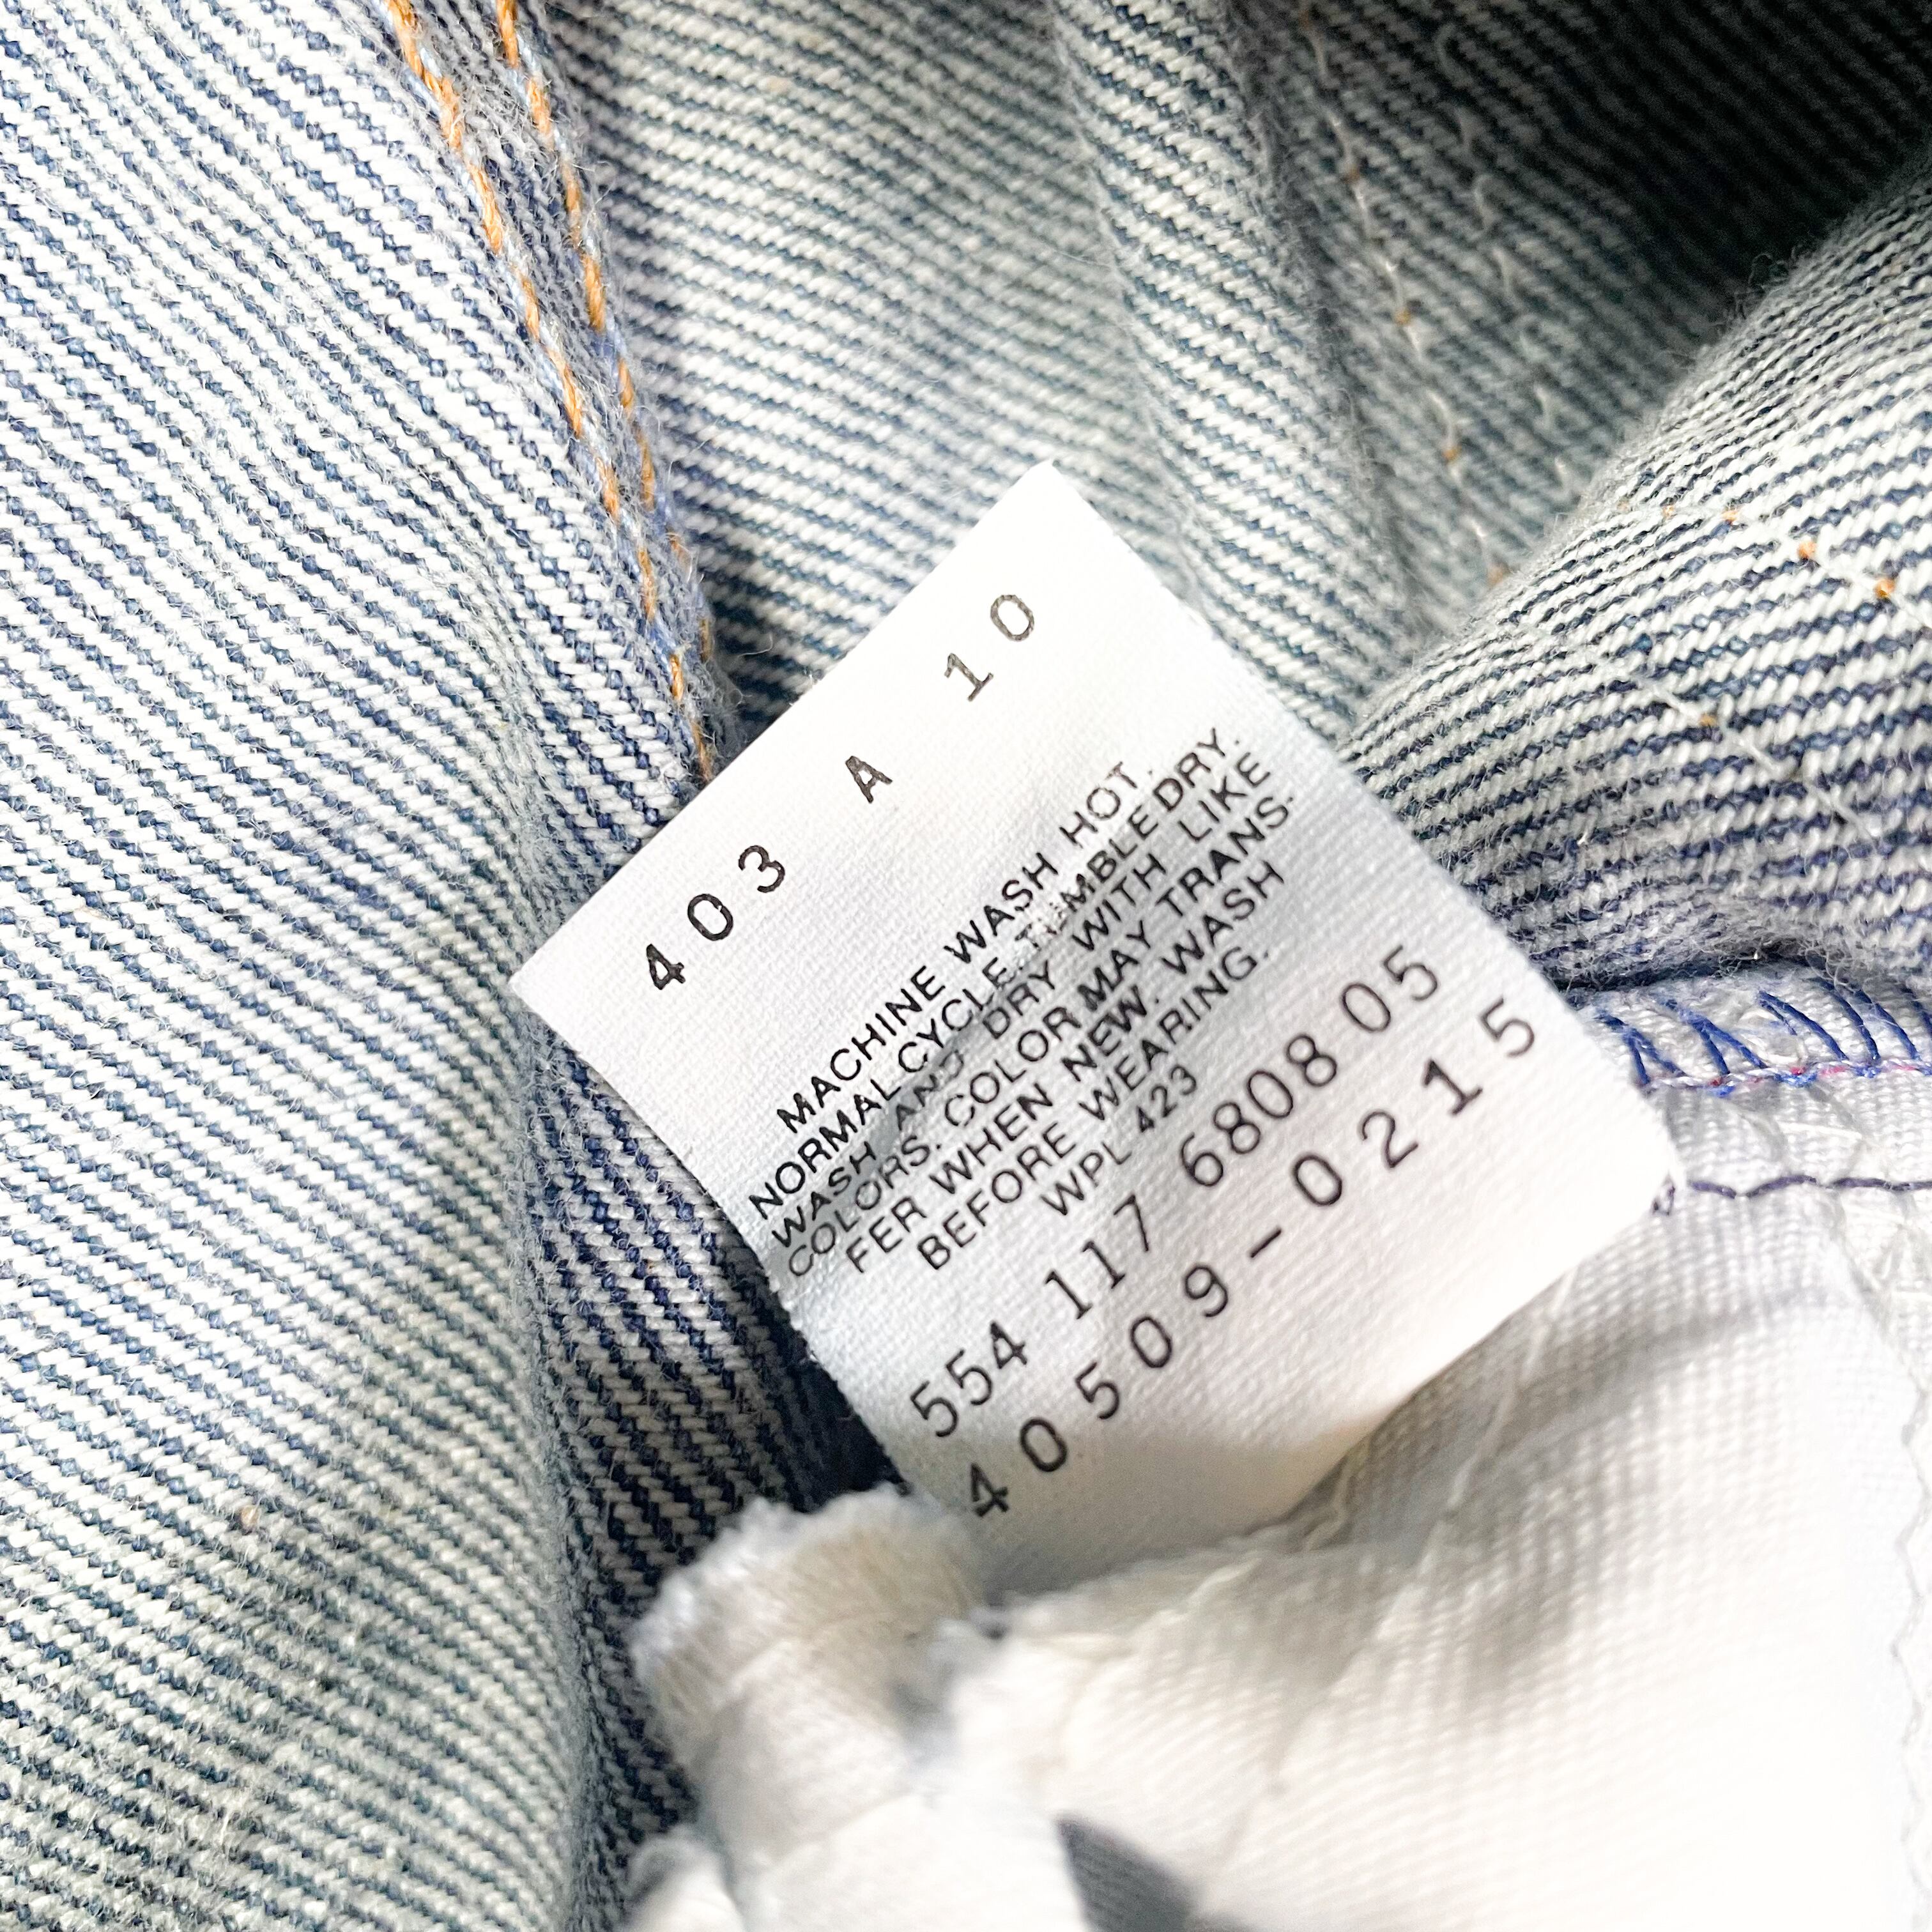 403 A 10
MACHINE WASH HOT.
NORMAL CYCLE. TUMBLE DRY.
WASH AND DRY WITH LIKE
COLORS. COLOR MAY TRANS-
FER WHEN NEW. WASH
BEFORE WEARING.
WPL 423
554 117 6808 05
40509-0215